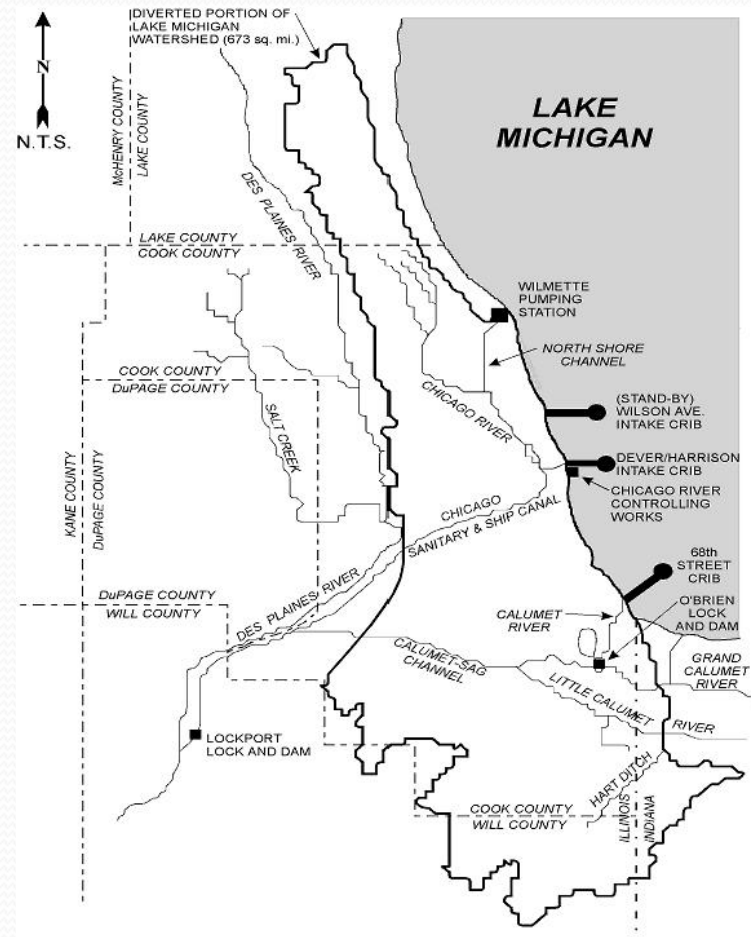 DIVERTED PORTION OF
LAKE MICHIGAN
WATERSHED (673 sq. mi.)
N
N.T.S.
McHENRY COUNTY
LAKE COUNTY
LAKE
MICHIGAN
DES PLAINES RIVER
LAKE COUNTY
COOK COUNTY
WILMETTE
PUMPING
STATION
NORTH SHORE
CHANNEL
COOK COUNTY
DuPAGE COUNTY
CHICAGO RIVER
(STAND-BY)
WILSON AVE.
INTAKE CRIB
SALT CREEK
KANE COUNTY
DuPAGE COUNTY
DEVER/HARRISON
INTAKE CRIB
CHICAGO RIVER
CONTROLLING
WORKS
CHICAGO
SANITARY & SHIP CANAL
68th
STREET
CRIB
DES PLAINES RIVER
DuPAGE COUNTY
WILL COUNTY
CALUMET
RIVER
O'BRIEN
LOCK
AND DAM
CALUMET-SAG
CHANNEL
GRAND
CALUMET
RIVER
LITTLE CALUMET
RIVER
LOCKPORT
LOCK AND DAM
HART DITCH
COOK COUNTY
WILL COUNTY
ILLINOIS
INDIANA